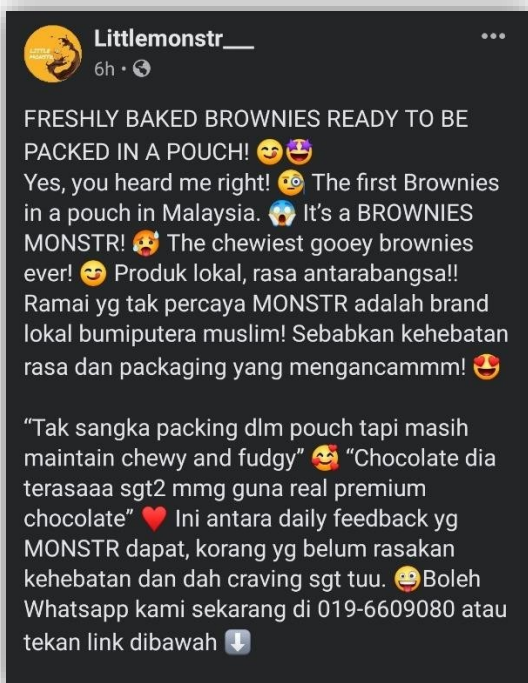 LITTLE
MONSTR
Littlemonstr___
6h ·
FRESHLY BAKED BROWNIES READY TO BE
PACKED IN A POUCH! 😏🤩
Yes, you heard me right! 🧐 The first Brownies
in a pouch in Malaysia. 😱 It's a BROWNIES
MONSTR! 🥵 The chewiest gooey brownies
ever! 😏 Produk lokal, rasa antarabangsa!!
Ramai yg tak percaya MONSTR adalah brand
lokal bumiputera muslim! Sebabkan kehebatan
rasa dan packaging yang mengancammm! 😍
“Tak sangka packing dlm pouch tapi masih
maintain chewy and fudgy” 🥰 “Chocolate dia
terasaaa sgt2 mmg guna real premium
chocolate” ♥️ Ini antara daily feedback yg
MONSTR dapat, korang yg belum rasakan
kehebatan dan dah craving sgt tuu. 🤪Boleh
Whatsapp kami sekarang di 019-6609080 atau
tekan link dibawah ⬇️